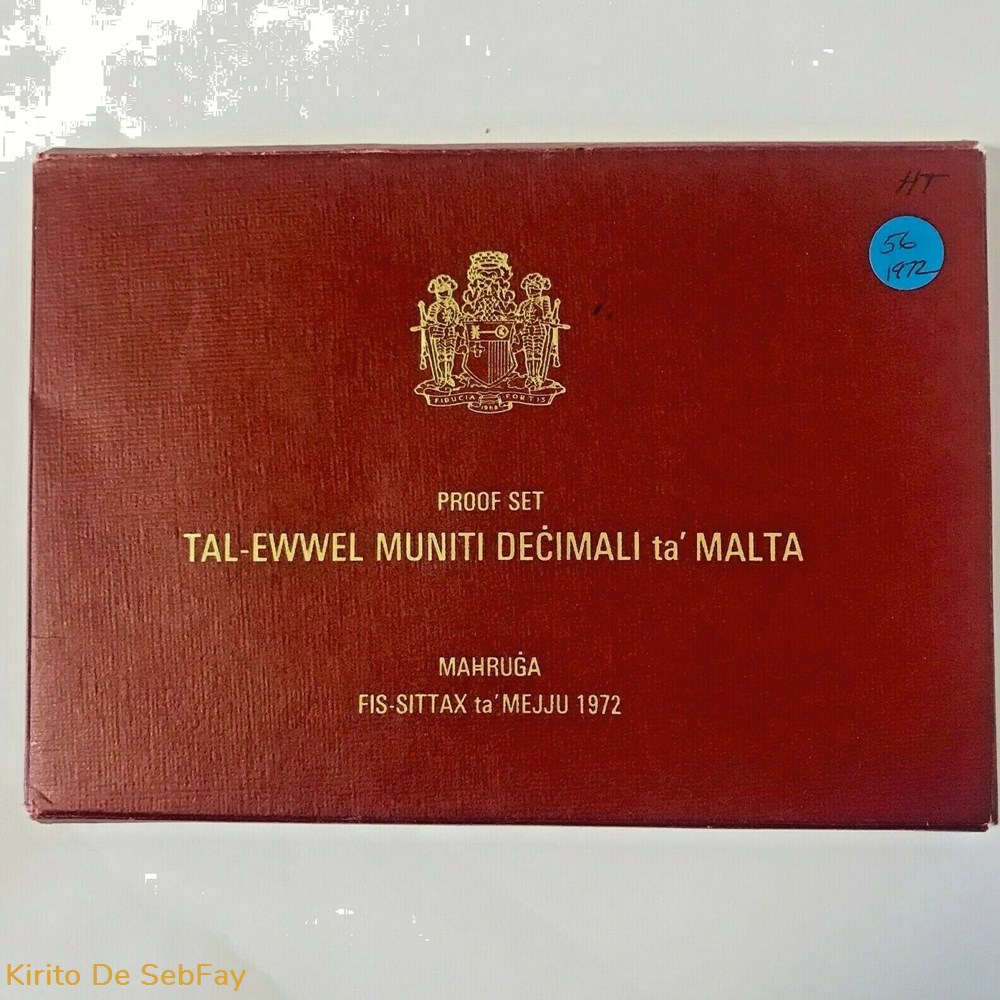 HT
56
1972
FIDUCIA FORTIS
PROOF SET
TAL-EWWEL MUNITI DEĊIMALI ta' MALTA
MAĦRUĠA
FIS-SITTAX ta' MEJJU 1972
Kirito De SebFay